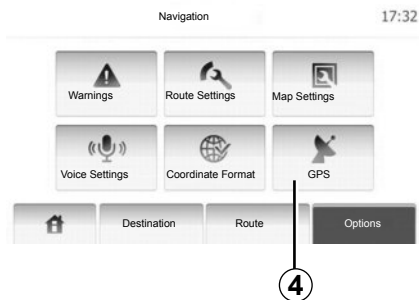 Navigation 17:32
Warnings Route Settings Map Settings
Voice Settings Coordinate Format GPS
Destination Route Options
4